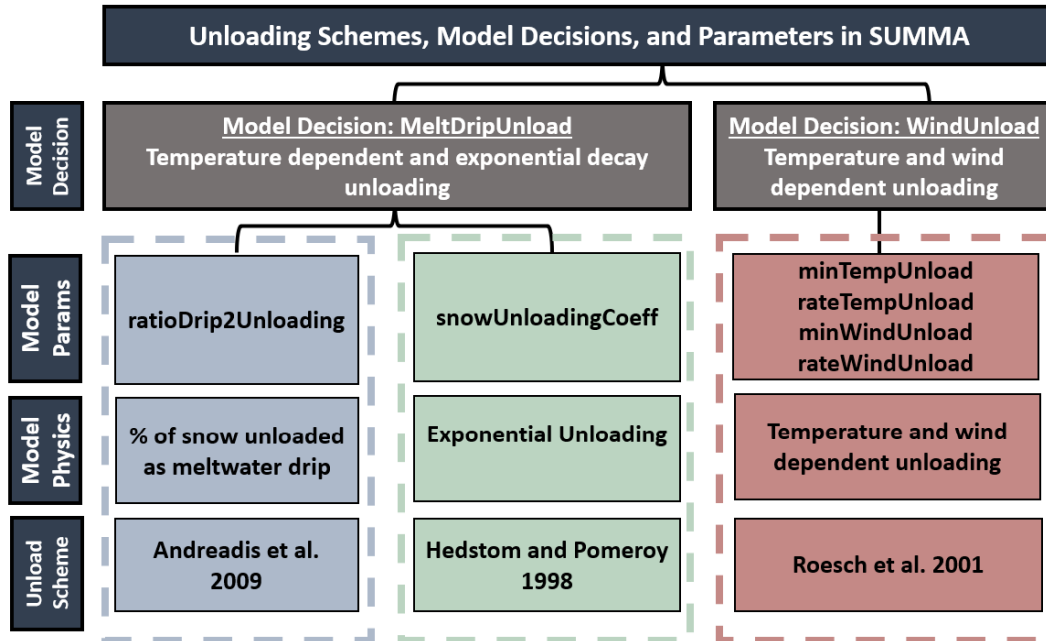 Unloading Schemes, Model Decisions, and Parameters in SUMMA
Model
Decision
Model Decision: MeltDripUnload
Temperature dependent and exponential decay
unloading
Model Decision: WindUnload
Temperature and wind
dependent unloading
Model
Params
ratioDrip2Unloading
snowUnloadingCoeff
minTempUnload
rateTempUnload
minWindUnload
rateWindUnload
Model
Physics
% of snow unloaded
as meltwater drip
Exponential Unloading
Temperature and wind
dependent unloading
Unload
Scheme
Andreadis et al.
2009
Hedstom and Pomeroy
1998
Roesch et al. 2001